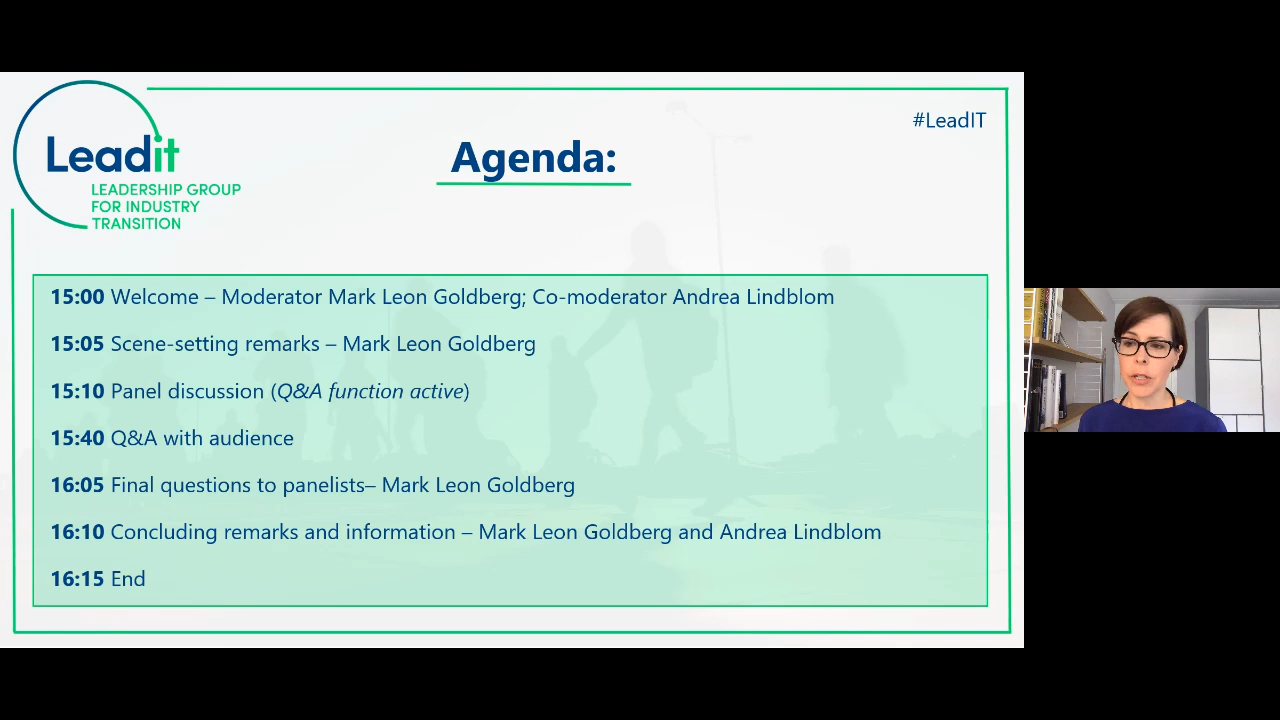 #LeadIT
Leadit
LEADERSHIP GROUP
FOR INDUSTRY
TRANSITION
Agenda:
15:00 Welcome – Moderator Mark Leon Goldberg; Co-moderator Andrea Lindblom
15:05 Scene-setting remarks – Mark Leon Goldberg
15:10 Panel discussion (Q&A function active)
15:40 Q&A with audience
16:05 Final questions to panelists– Mark Leon Goldberg
16:10 Concluding remarks and information – Mark Leon Goldberg and Andrea Lindblom
16:15 End